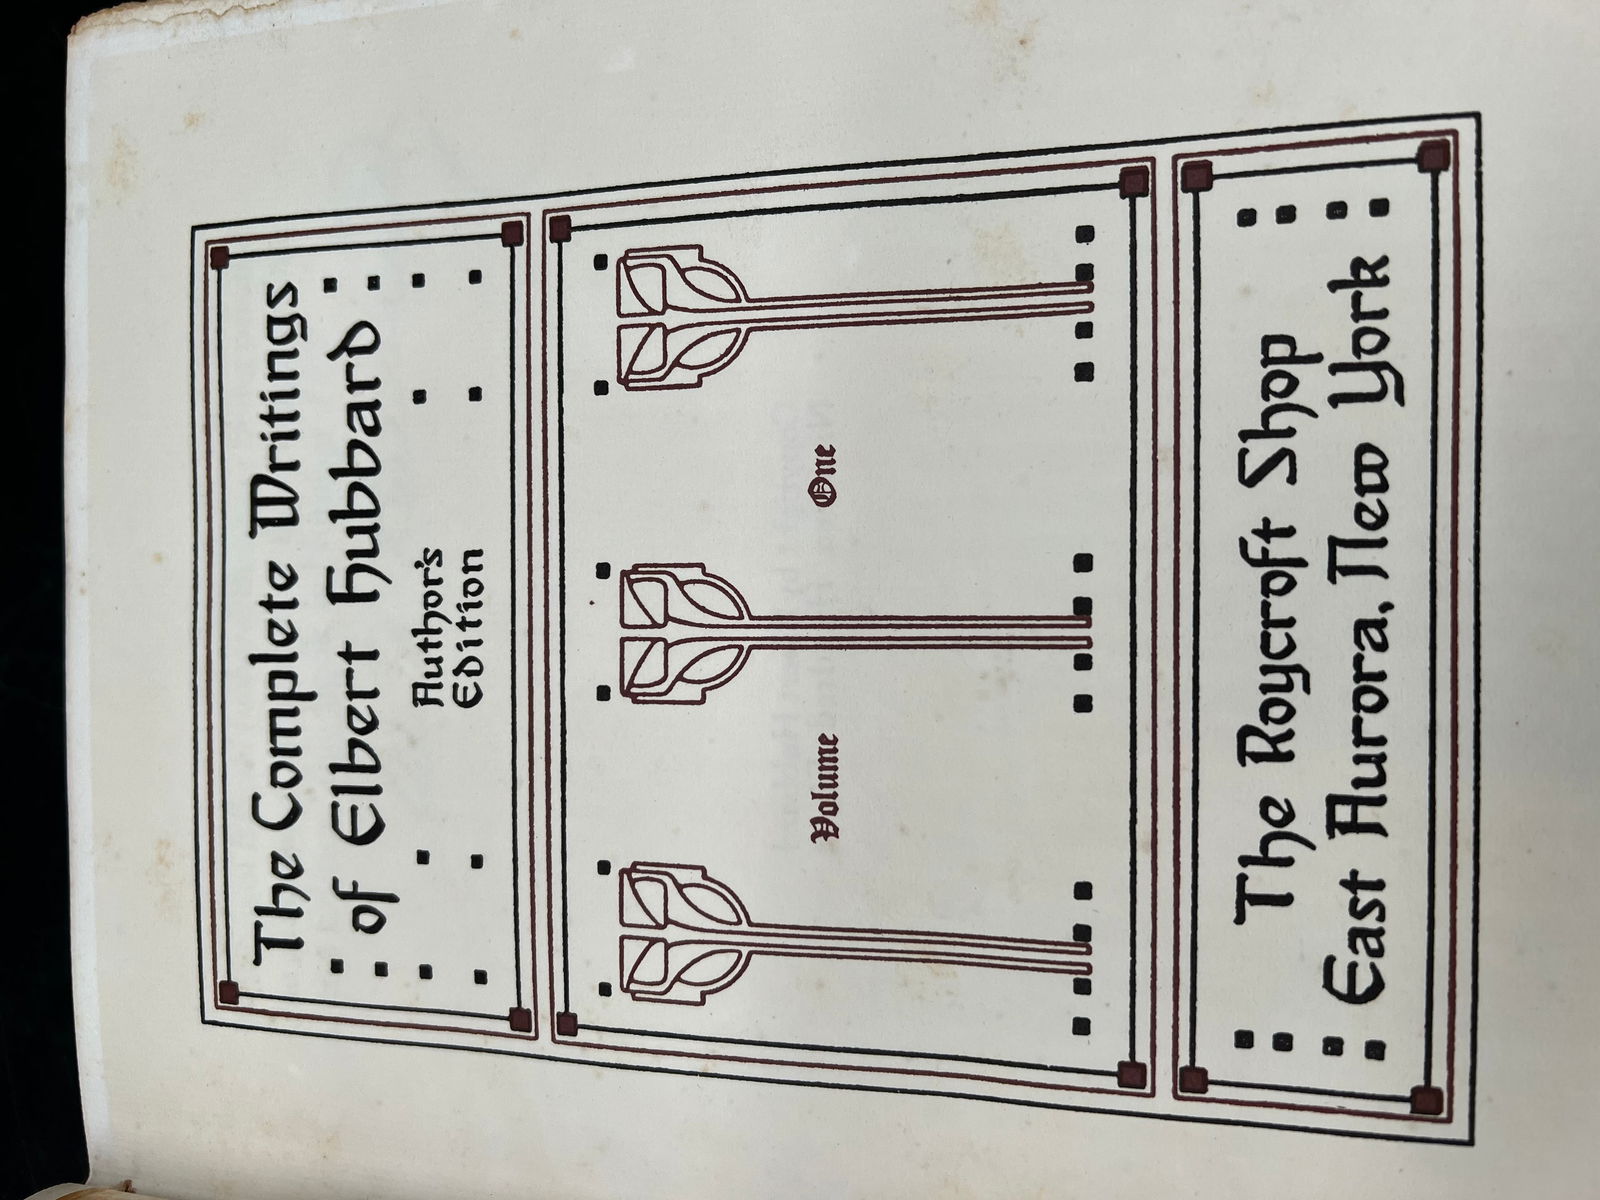 The Complete Writings
of Elbert Hubbard
Author's
Edition
Volume One
The Roycroft Shop
East Aurora, New York